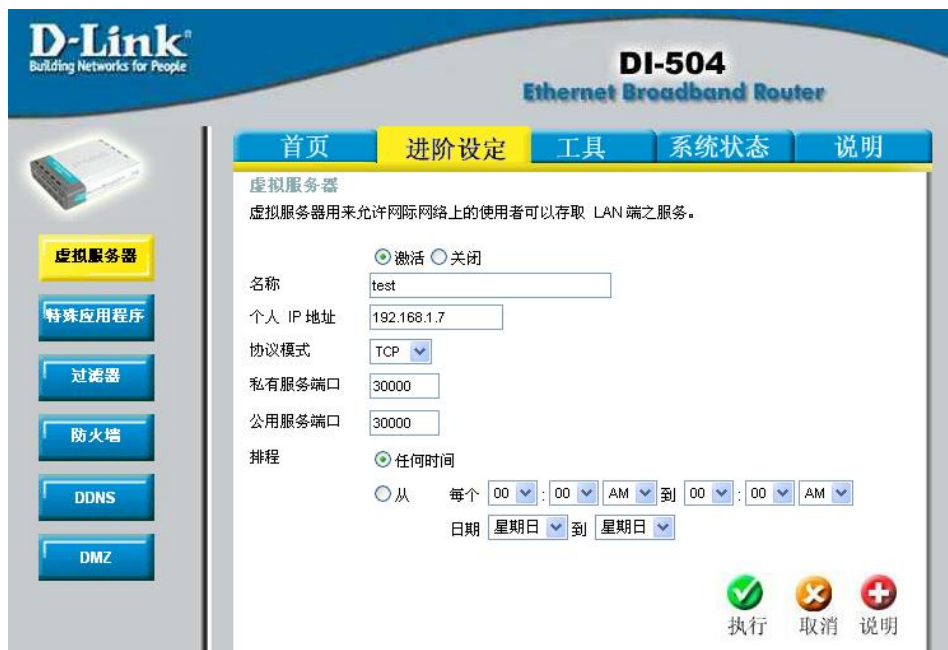 D-Link®
Building Networks for People
DI-504
Ethernet Broadband Router
首页 进阶设定 工具 系统状态 说明
虚拟服务器
特殊应用程序
过滤器
防火墙
DDNS
DMZ
虚拟服务器
虚拟服务器用来允许网际网络上的使用者可以存取 LAN 端之服务。
激活 关闭
名称 test
个人 IP 地址 192.168.1.7
协议模式 TCP
私有服务端口 30000
公用服务端口 30000
排程 任何时间
从 每个 00 : 00 AM 到 00 : 00 AM
日期 星期日 到 星期日
执行 取消 说明